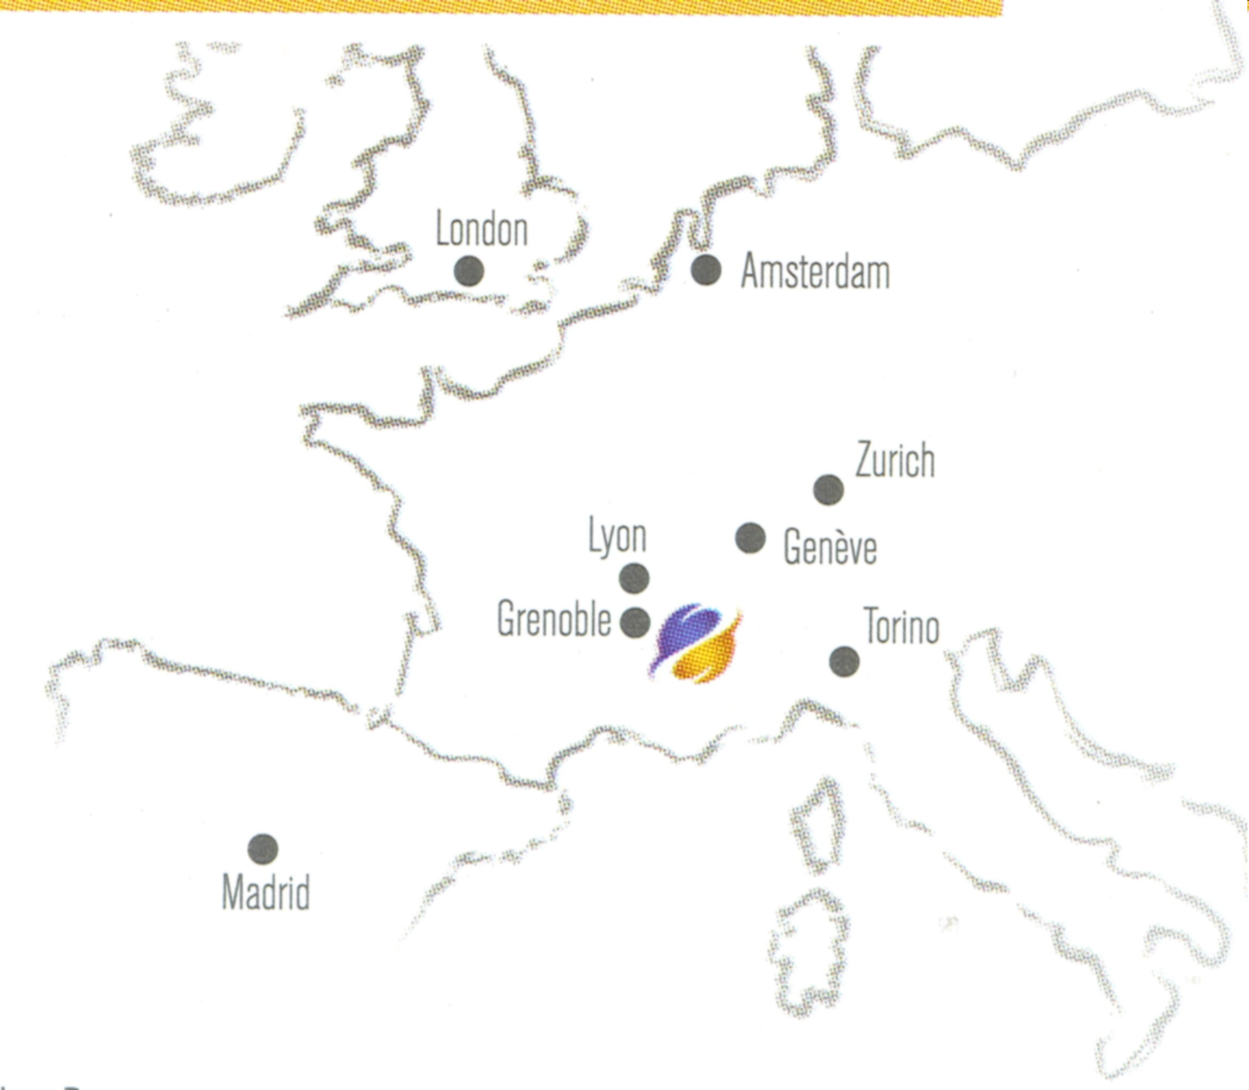 London
Amsterdam
Zurich
Lyon
Genève
Grenoble
Torino
Madrid